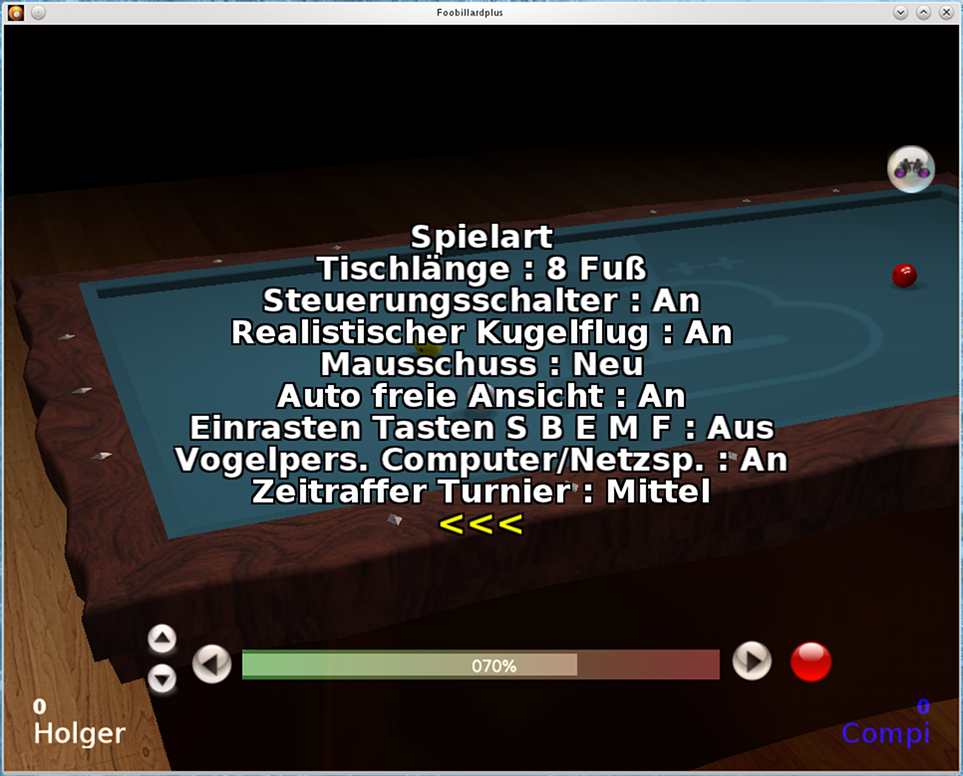 Foobillardplus
Spielart
Tischlänge : 8 Fuß
Steuerungsschalter : An
Realistischer Kugelflug : An
Mausschuss : Neu
Auto freie Ansicht : An
Einrasten Tasten S B E M F : Aus
Vogelpers. Computer/Netzsp. : An
Zeitraffer Turnier : Mittel
<<<
070%
0
Holger
0
Compi